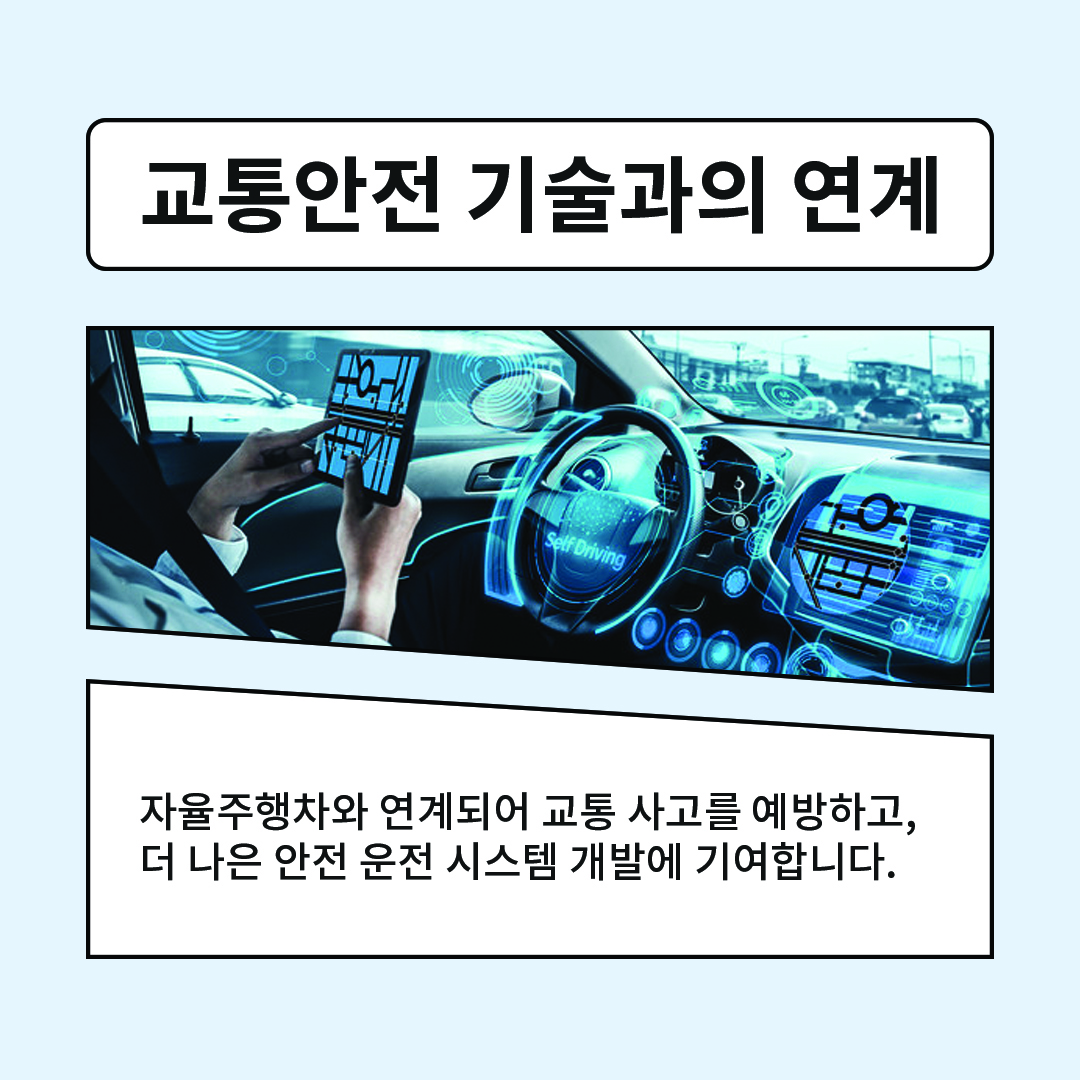 교통안전 기술과의 연계
Self Driving
자율주행차와 연계되어 교통 사고를 예방하고,
더 나은 안전 운전 시스템 개발에 기여합니다.